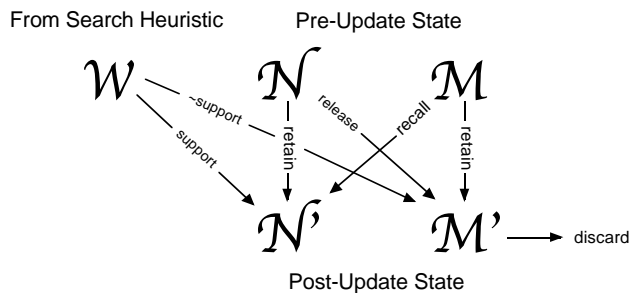 From Search Heuristic
Pre-Update State
𝒲 𝒩 ℳ
~support
release
recall
support
retain
retain
𝒩’ ℳ’ discard
Post-Update State